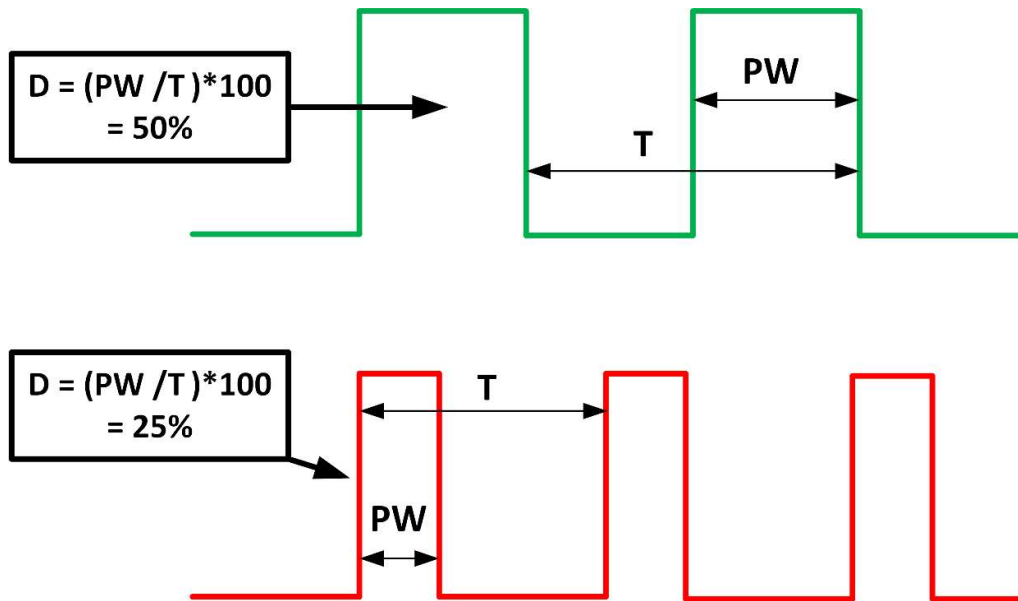 D = (PW /T )*100
= 50%
PW
T
D = (PW /T )*100
= 25%
T
PW